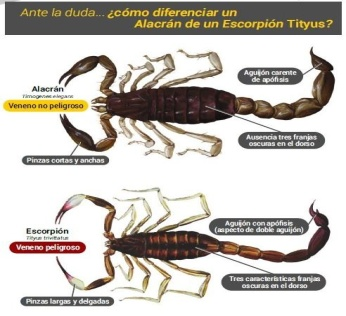 Ante la duda... ¿cómo diferenciar un
Alacrán de un Escorpión Tityus?
Aguijón carente
de apófisis
Alacrán
Timogenes elegans
Veneno no peligroso
Ausencia tres franjas
oscuras en el dorso
Pinzas cortas y anchas
Escorpión
Tityus trivittatus
Veneno peligroso
Aguijón con apófisis
(aspecto de doble aguijón)
Tres características franjas
oscuras en el dorso
Pinzas largas y delgadas